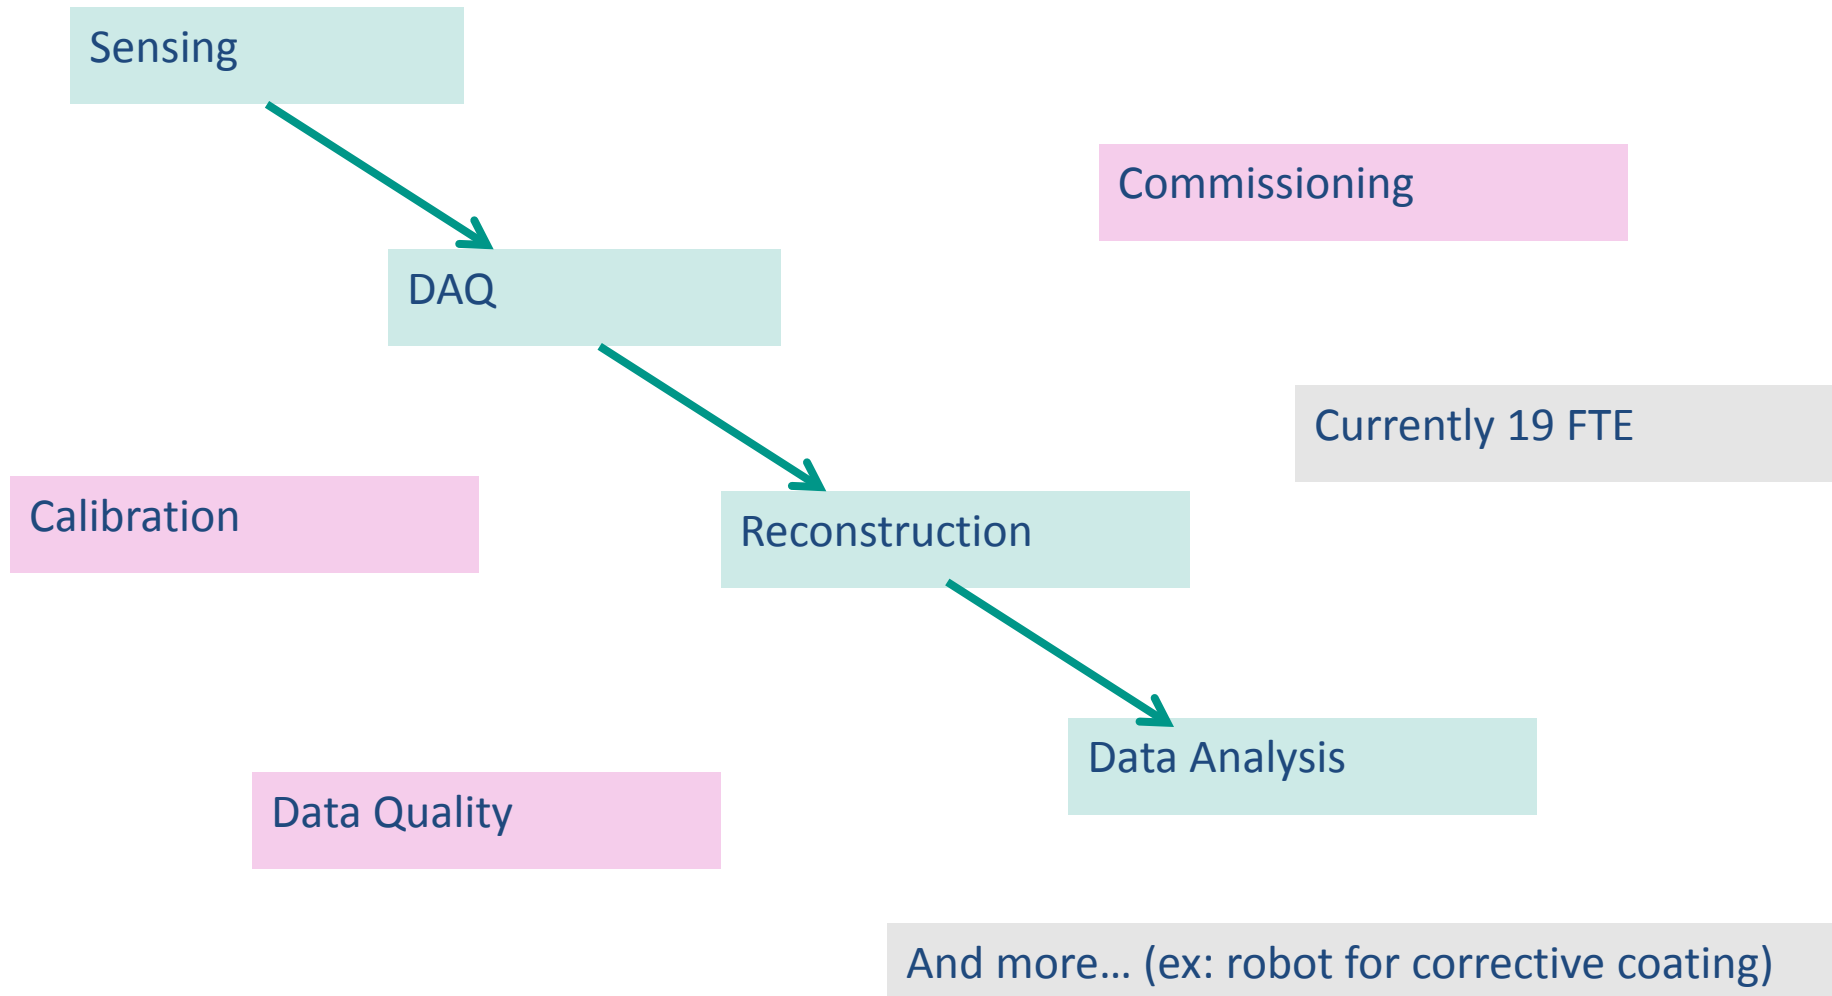 Sensing
Commissioning
DAQ
Currently 19 FTE
Calibration
Reconstruction
Data Analysis
Data Quality
And more... (ex: robot for corrective coating)